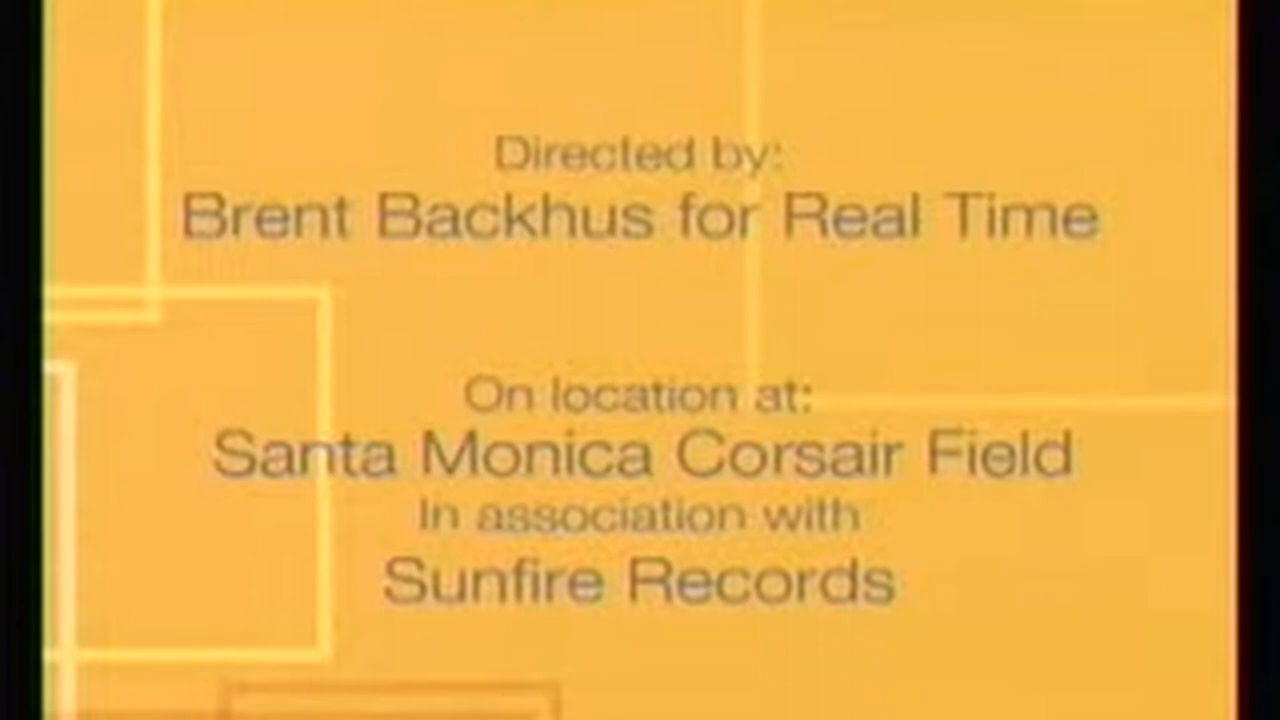 Directed by:
Brent Backhus for Real Time
On location at:
Santa Monica Corsair Field
In association with
Sunfire Records